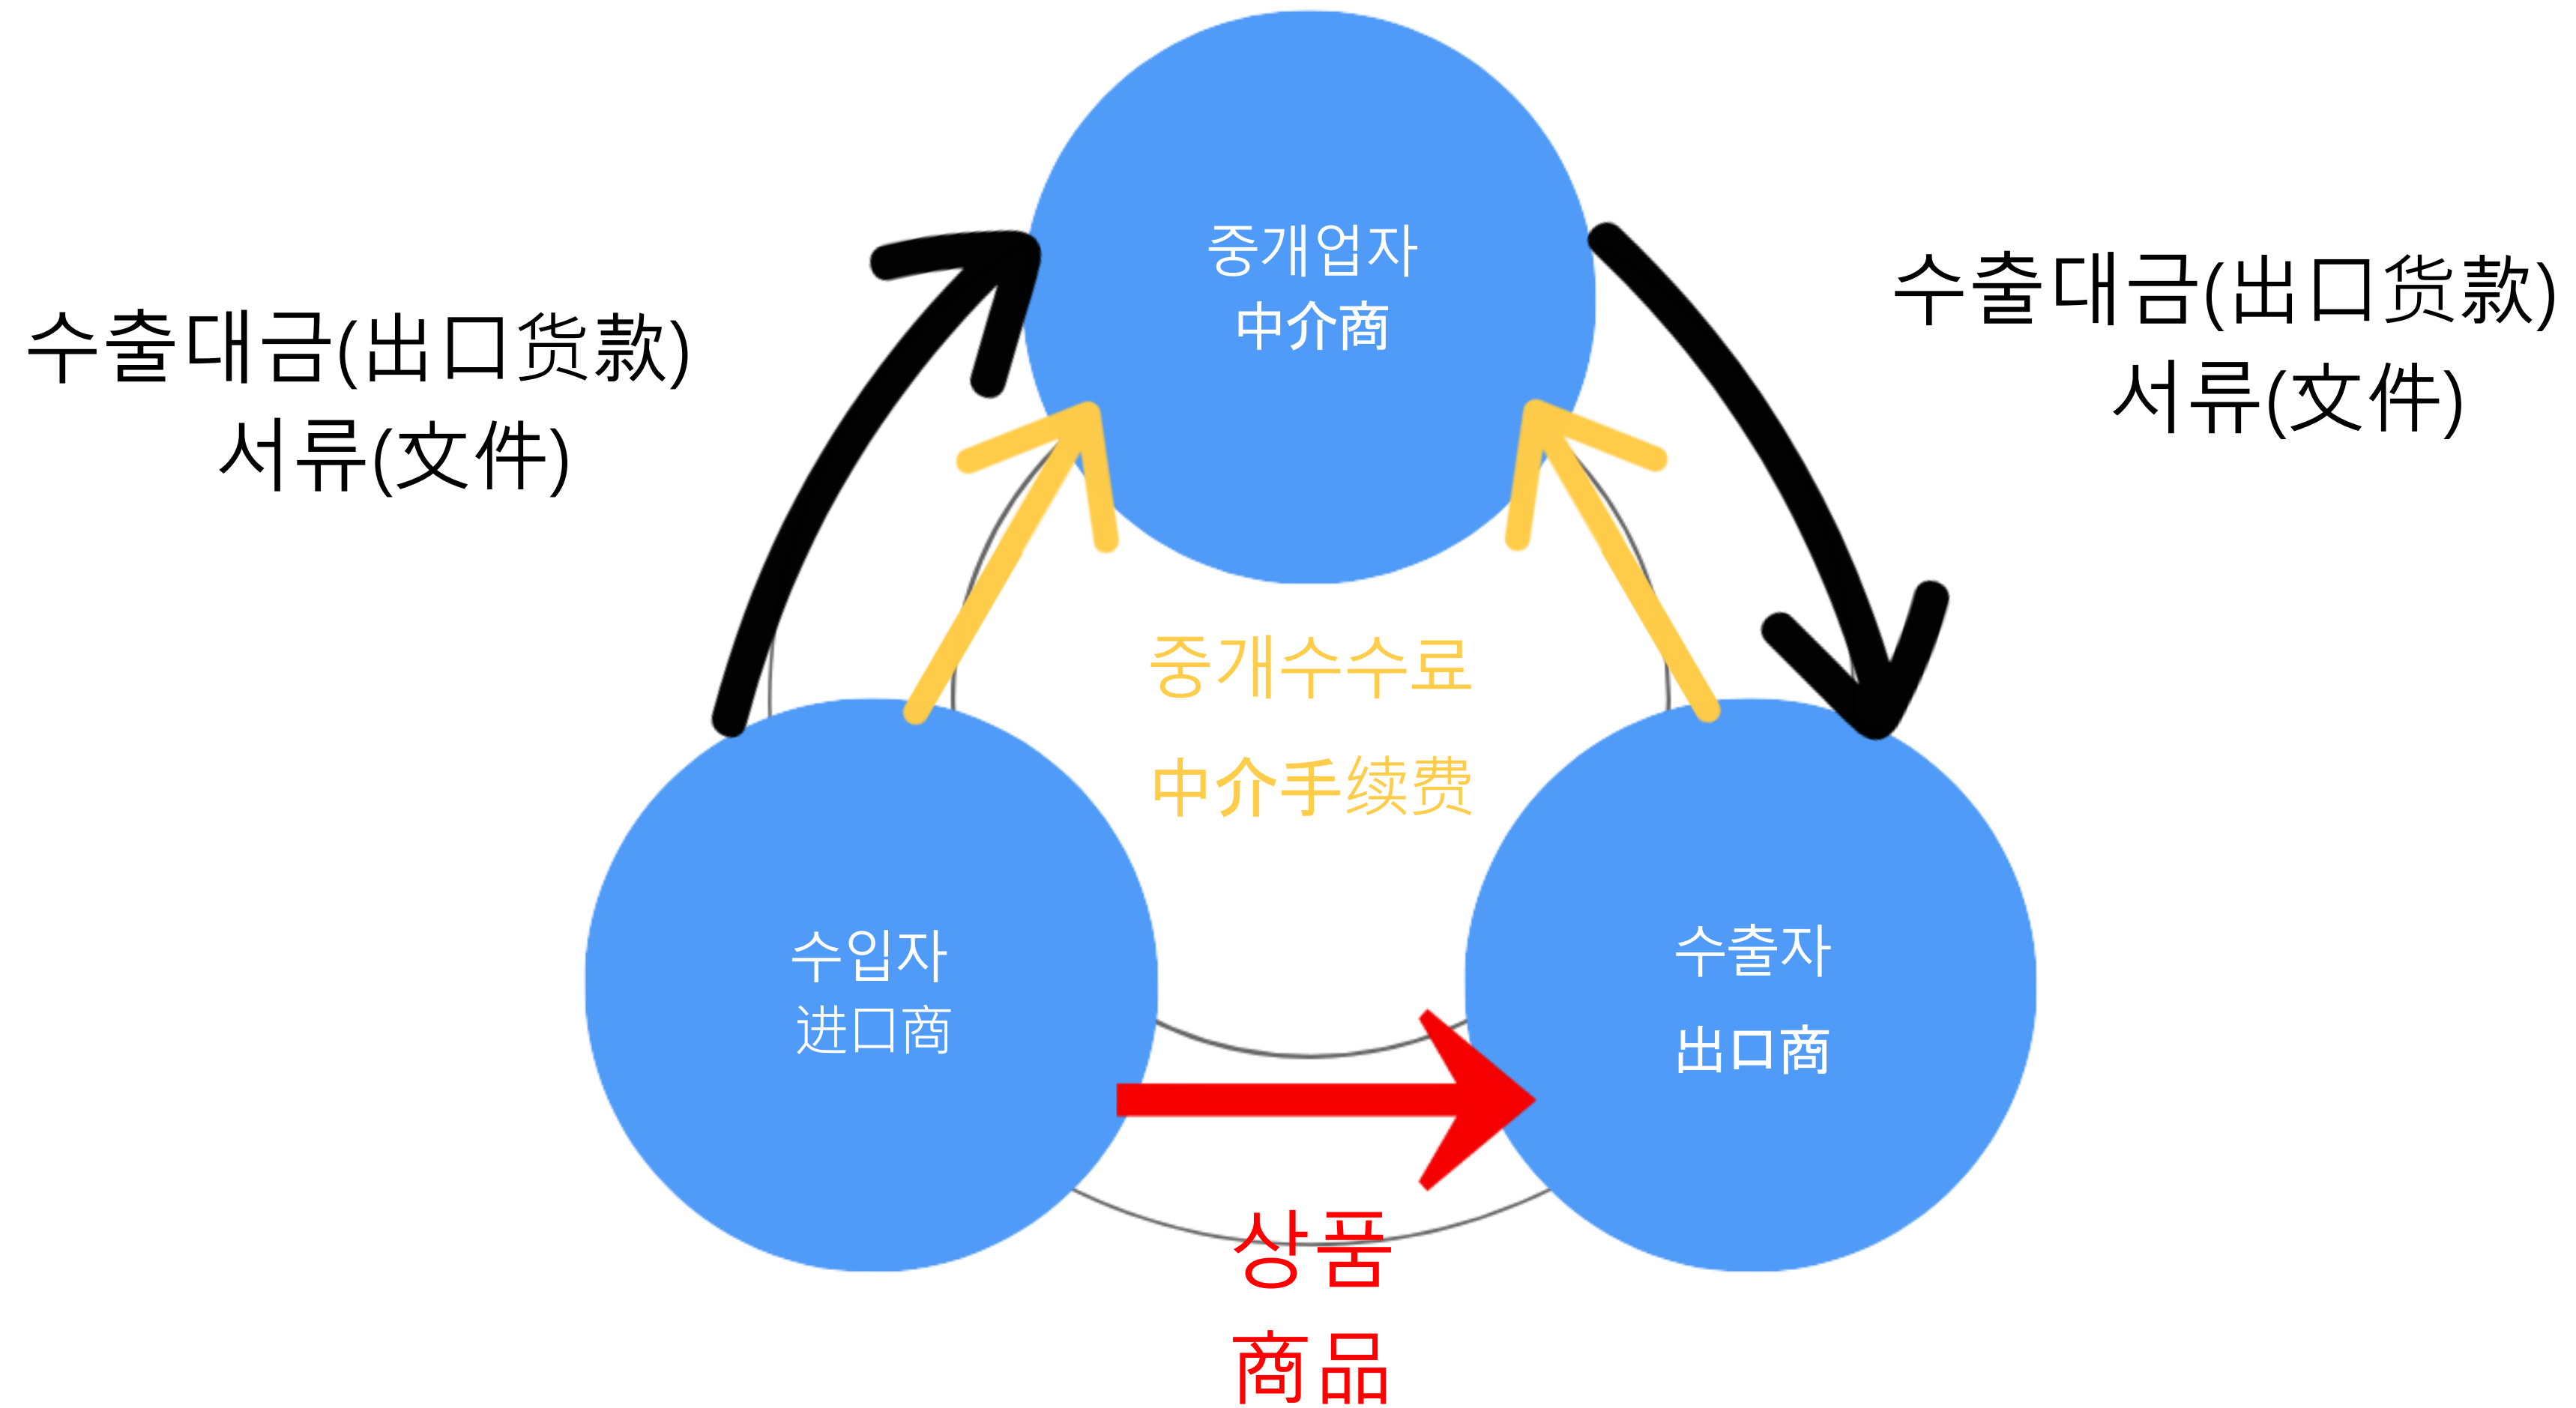 중개업자
中介商
수출대금(出口货款)
서류(文件)
수출대금(出口货款)
서류(文件)
중개수수료
中介手续费
수입자
进口商
수출자
出口商
상품
商品